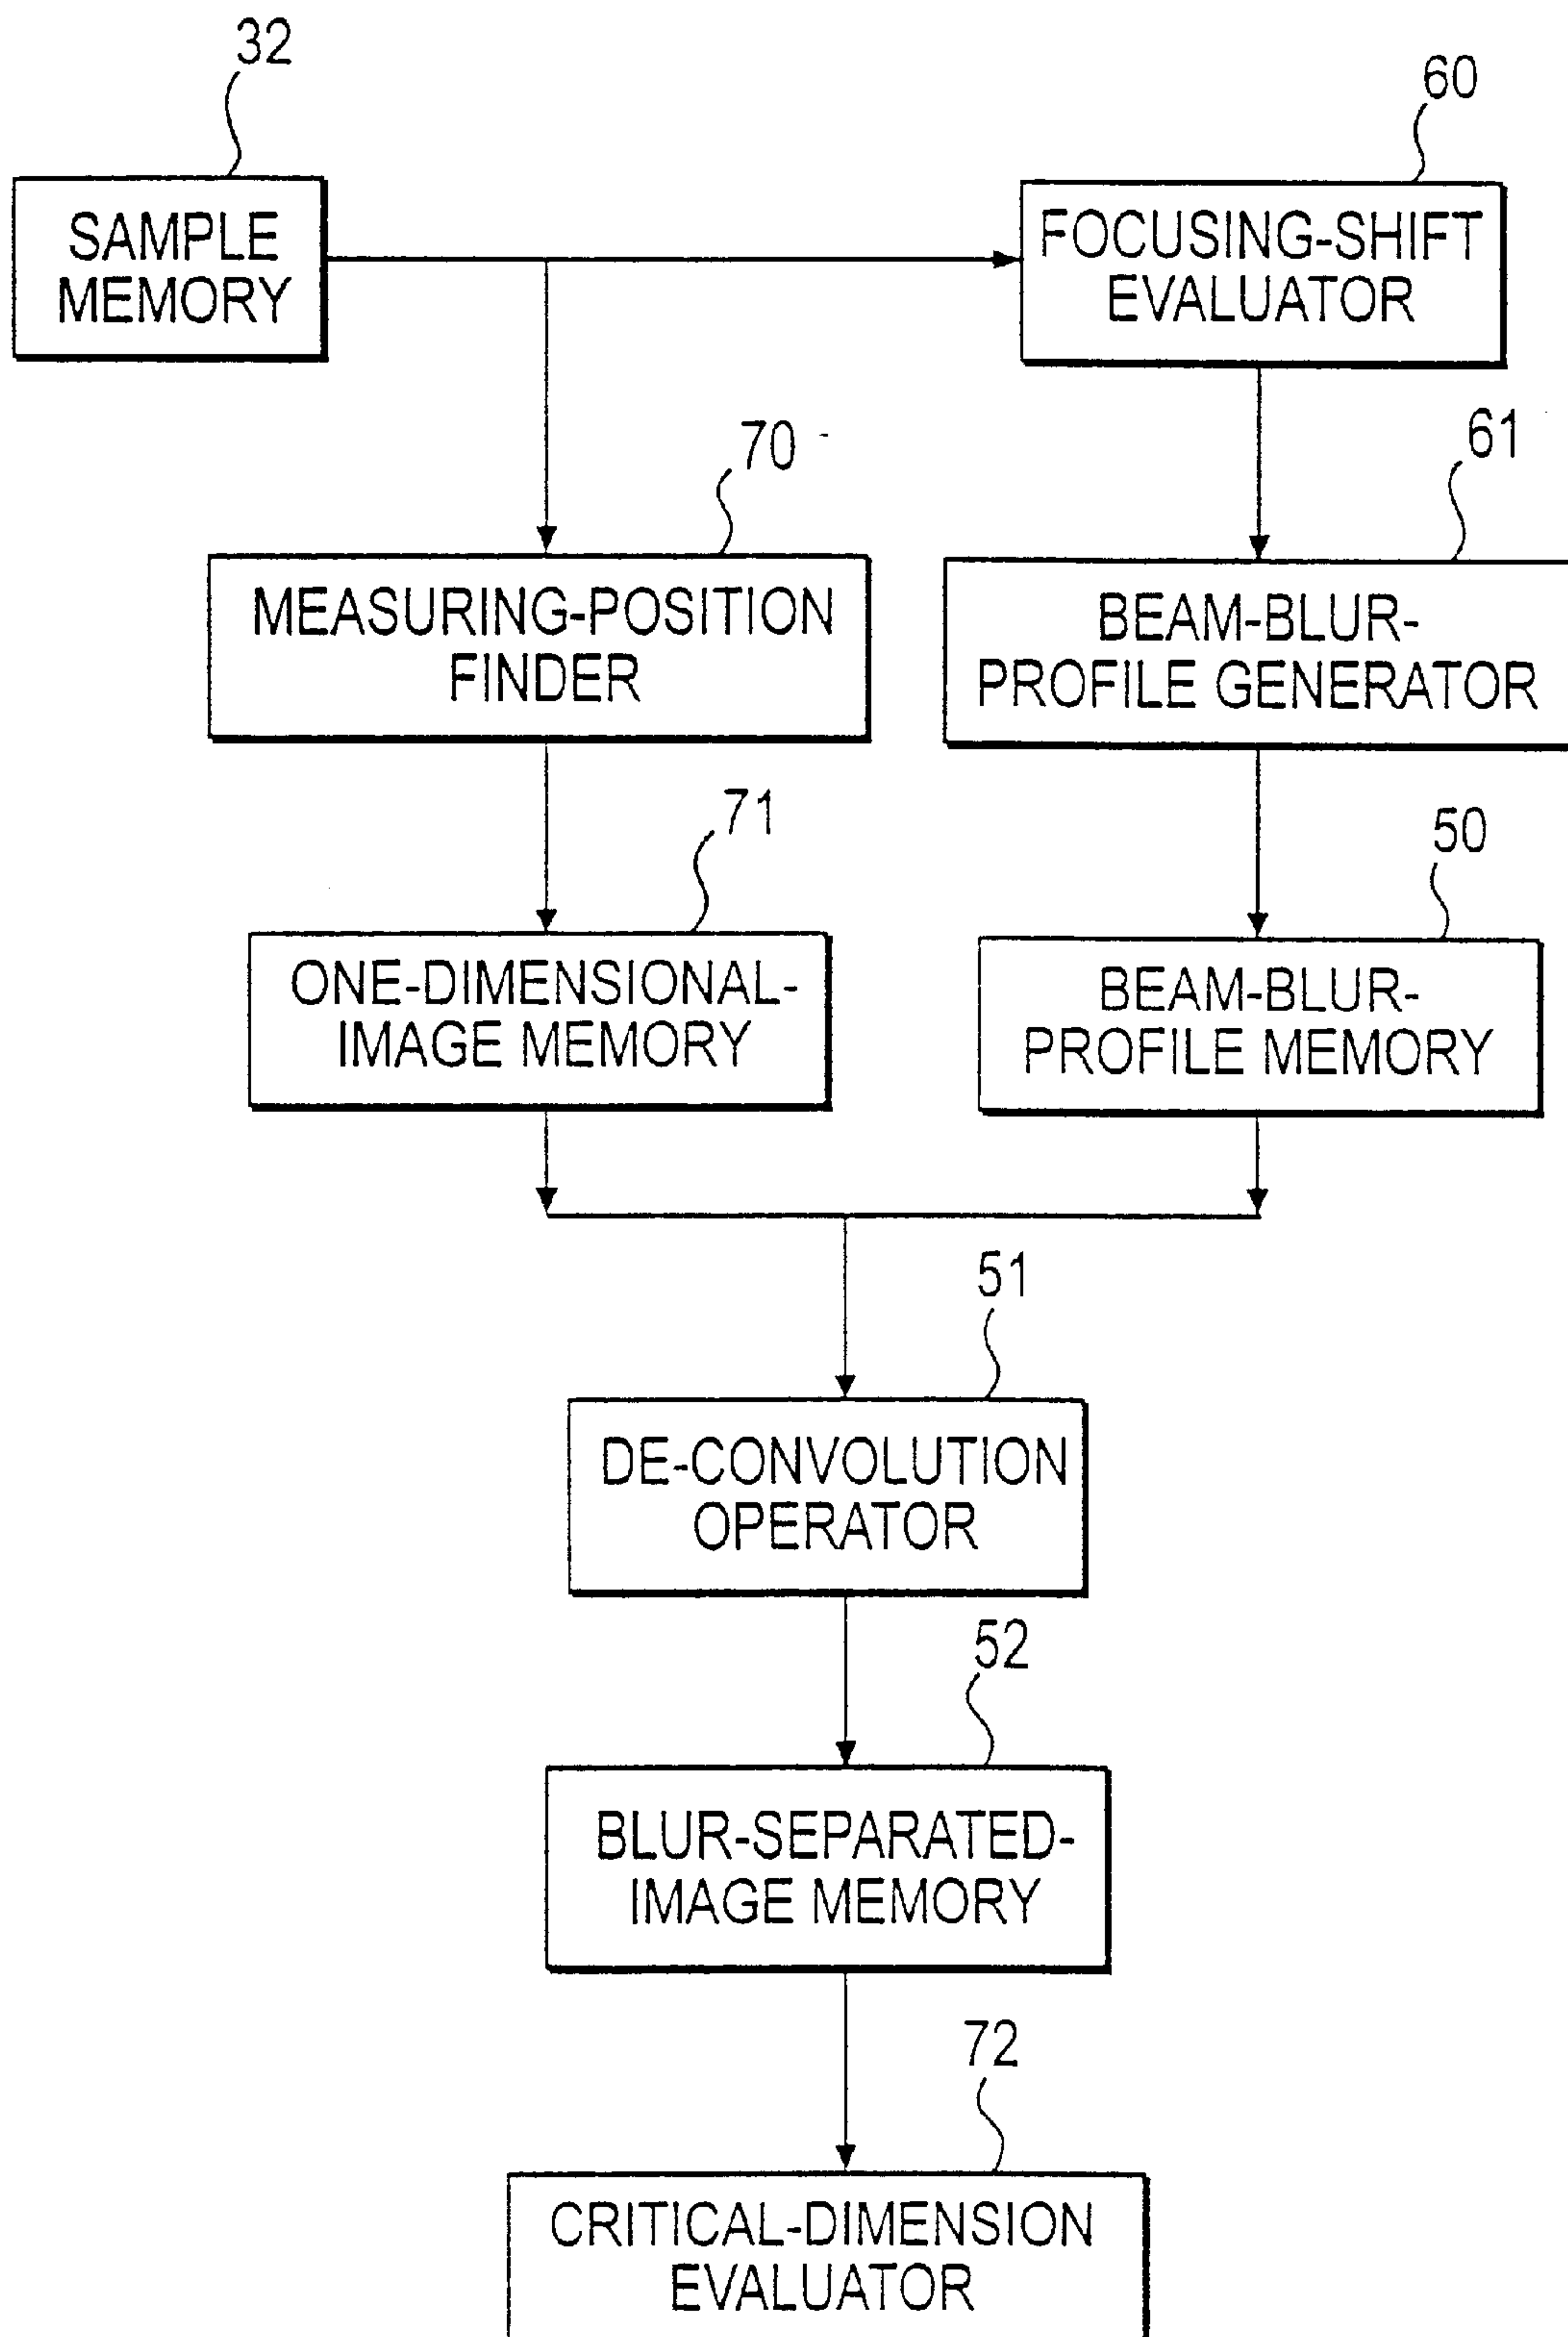 32
SAMPLE
MEMORY
60
FOCUSING-SHIFT
EVALUATOR
70
MEASURING-POSITION
FINDER
61
BEAM-BLUR-
PROFILE GENERATOR
71
ONE-DIMENSIONAL-
IMAGE MEMORY
50
BEAM-BLUR-
PROFILE MEMORY
51
DE-CONVOLUTION
OPERATOR
52
BLUR-SEPARATED-
IMAGE MEMORY
72
CRITICAL-DIMENSION
EVALUATOR